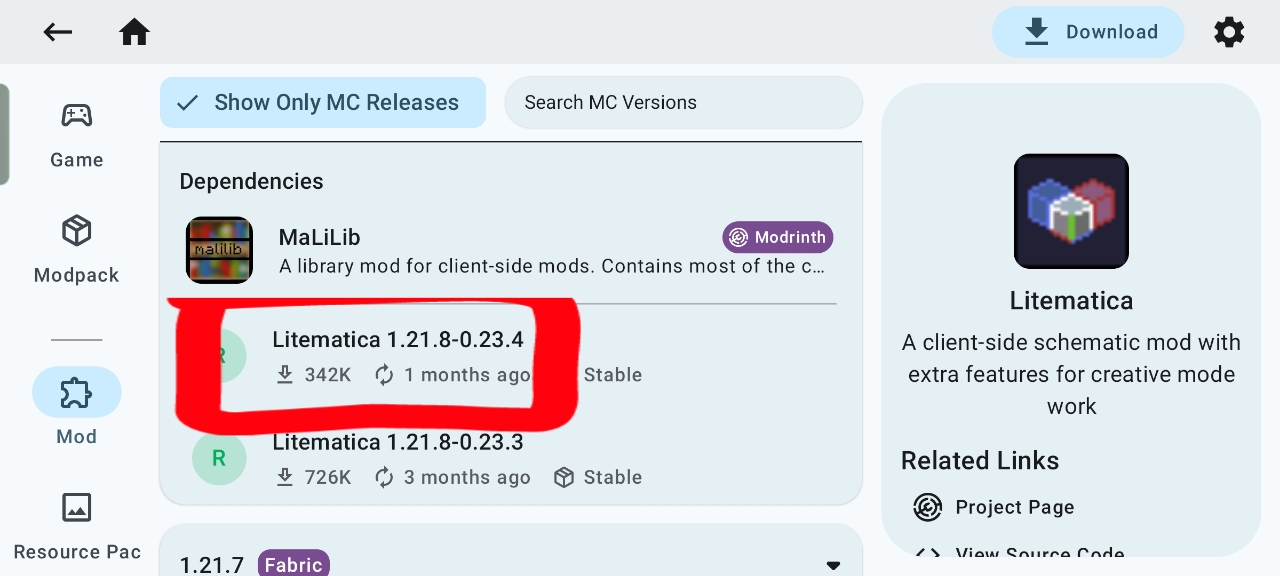 Download
Show Only MC Releases
Search MC Versions
Game
Modpack
Mod
Resource Pac
Dependencies
malilib
MaLiLib
Modrinth
A library mod for client-side mods. Contains most of the c...
R
Litematica 1.21.8-0.23.4
342K 1 months ago Stable
R
Litematica 1.21.8-0.23.3
726K 3 months ago Stable
1.21.7 Fabric
Litematica
A client-side schematic mod with
extra features for creative mode
work
Related Links
Project Page
View Source Code